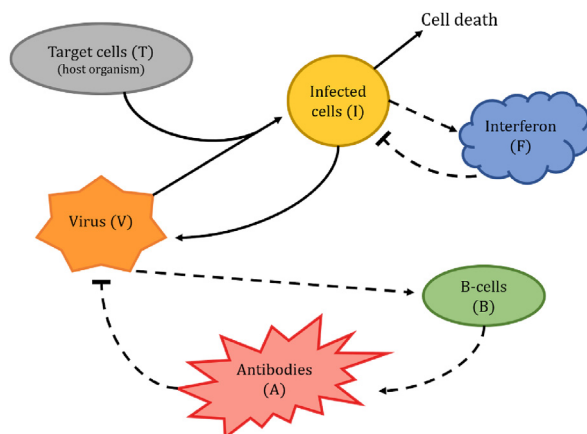 Cell death
Target cells (T)
(host organism)
Infected
cells (I)
Interferon
(F)
Virus (V)
B-cells
(B)
Antibodies
(A)